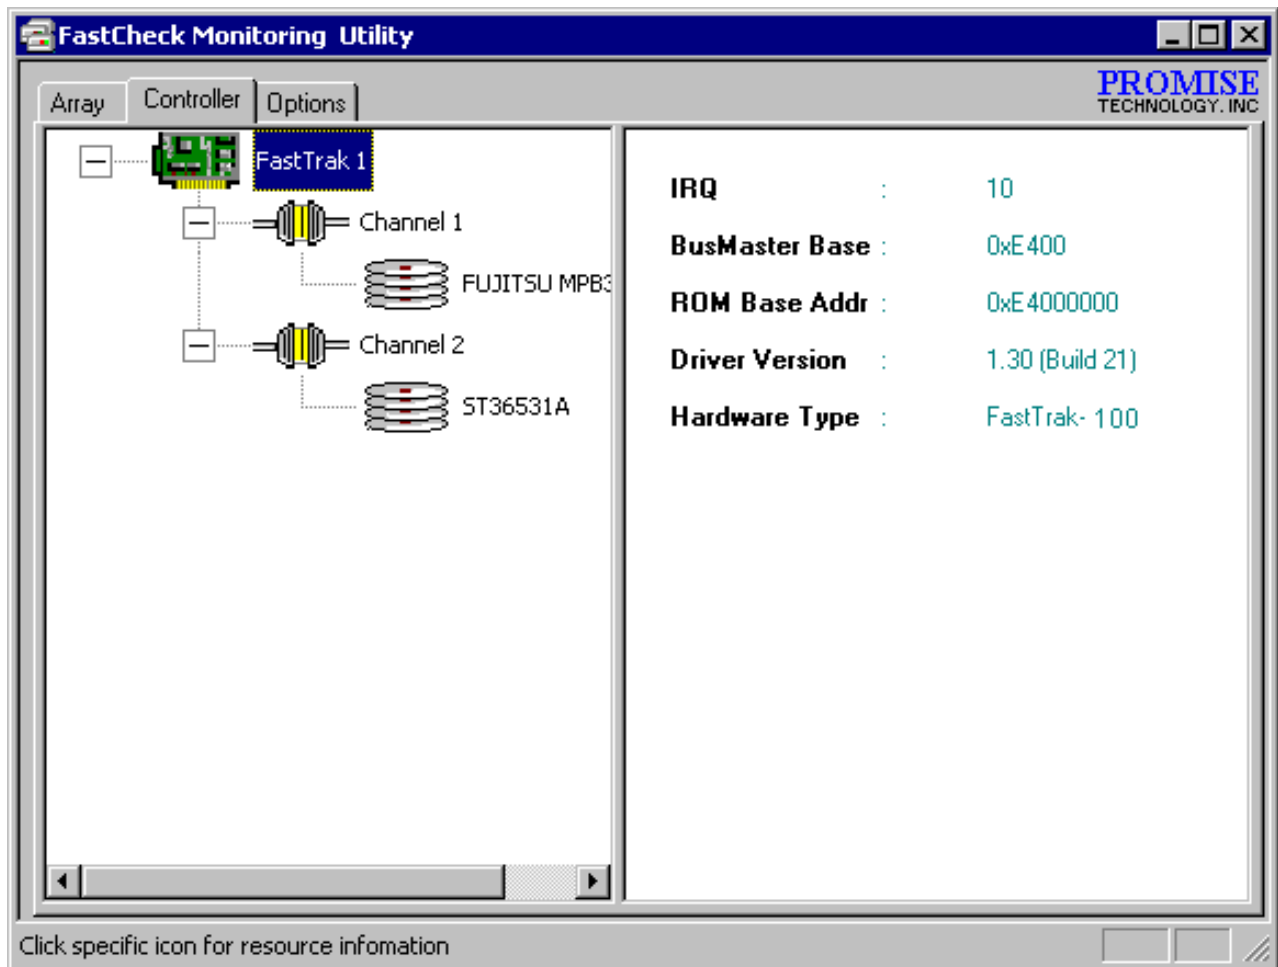 FastCheck Monitoring Utility
PROMISE
TECHNOLOGY. INC
Array Controller Options
FastTrak 1
Channel 1
FUJITSU MPB3
Channel 2
ST36531A
IRQ : 10
BusMaster Base : 0xE400
ROM Base Addr : 0xE4000000
Driver Version : 1.30 (Build 21)
Hardware Type : FastTrak- 100
Click specific icon for resource infomation